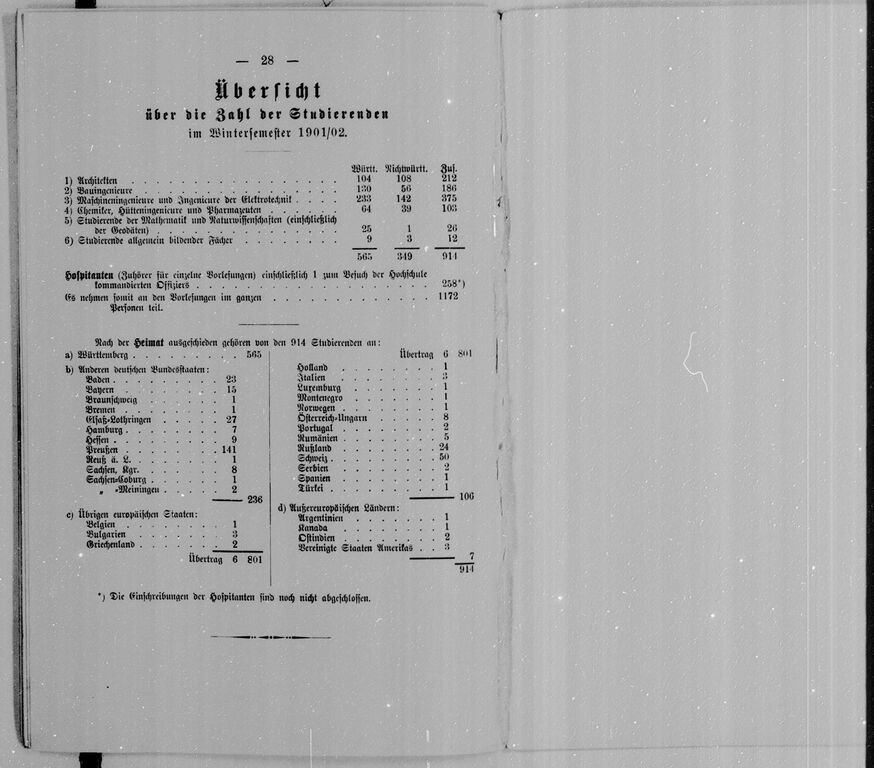 — 28 —
Übersicht
über die Zahl der Studierenden
im Wintersemester 1901/02.
Württ. Nichtwürtt. Zus.
1) Architekten . . . . . . . . . . . . . . . . . 104 108 212
2) Bauingenieure . . . . . . . . . . . . . . . . 130 56 186
3) Maschineningenieure und Ingenieure der Elektrotechnik . . . . 233 142 375
4) Chemiker, Hütteningenieure und Pharmazeuten . . . . . . 64 39 103
5) Studierende der Mathematik und Naturwissenschaften (einschließlich
der Geodäten) . . . . . . . . . . . . . . . 25 1 26
6) Studierende allgemein bildender Fächer . . . . . . . . 9 3 12
565 349 914
Hospitanten (Zuhörer für einzelne Vorlesungen) einschließlich 1 zum Besuch der Hochschule
kommandierten Offiziers . . . . . . . . . . . . . . . . . . . 258*)
Es nehmen somit an den Vorlesungen im ganzen . . . . . . . . . . . . . 1172
Personen teil.
Nach der Heimat ausgeschieden gehören von den 914 Studierenden an:
a) Württemberg . . . . . . . . 565
b) Anderen deutschen Bundesstaaten:
Baden . . . . . . . . 23
Bayern . . . . . . . 15
Braunschweig . . . . . . 1
Bremen . . . . . . . . 1
Elsaß-Lothringen . . . . . 27
Hamburg . . . . . . . . 7
Hessen . . . . . . . . 9
Preußen . . . . . . . 141
Reuß ä. L. . . . . . . . 1
Sachsen, Kgr. . . . . . . 8
Sachsen-Coburg . . . . . . 1
„ -Meiningen . . . . . 2
236
c) Übrigen europäischen Staaten:
Belgien . . . . . . . 1
Bulgarien . . . . . . . 3
Griechenland . . . . . . 2
Übertrag 6 801
Übertrag 6 801
Holland . . . . . . . 1
Italien . . . . . . . 3
Luxemburg . . . . . . . 1
Montenegro . . . . . . . 1
Norwegen . . . . . . . 1
Österreich-Ungarn . . . . . 8
Portugal . . . . . . . 2
Rumänien . . . . . . . 5
Rußland . . . . . . . 24
Schweiz . . . . . . . . 50
Serbien . . . . . . . 2
Spanien . . . . . . . 1
Türkei . . . . . . . . 1
106
d) Außereuropäischen Ländern:
Argentinien . . . . . . 1
Kanada . . . . . . . 1
Ostindien . . . . . . . 2
Vereinigte Staaten Amerikas . . 3
7
914
*) Die Einschreibungen der Hospitanten sind noch nicht abgeschlossen.